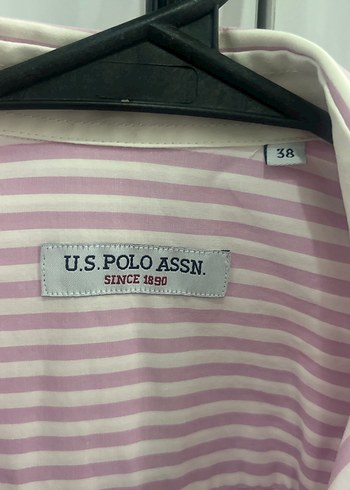 38
U.S. POLO ASSN.
SINCE 1890